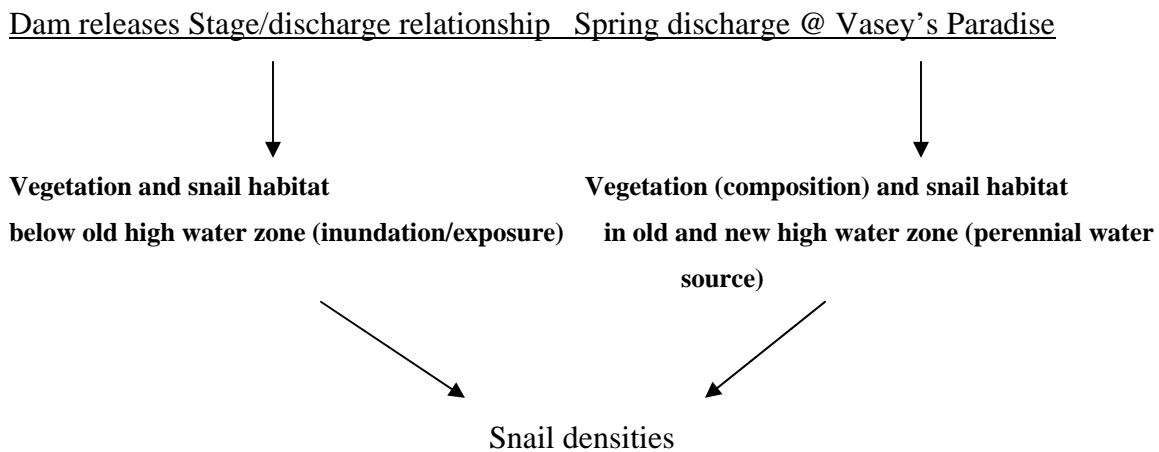 Dam releases Stage/discharge relationship Spring discharge @ Vasey's Paradise
Vegetation and snail habitat
below old high water zone (inundation/exposure)
Vegetation (composition) and snail habitat
in old and new high water zone (perennial water
source)
Snail densities